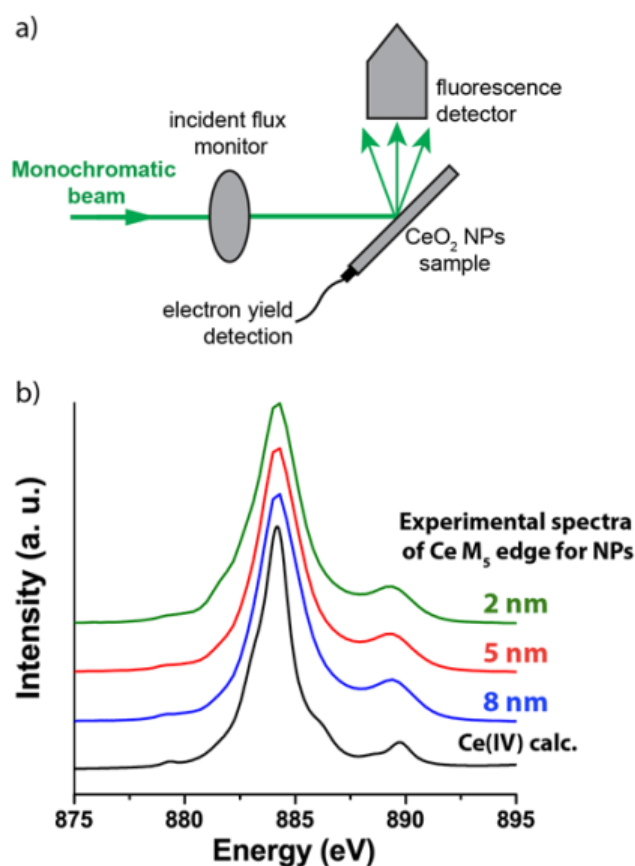 a)
incident flux
monitor
fluorescence
detector
Monochromatic
beam
CeO₂ NPs
sample
electron yield
detection
b)
Experimental spectra
of Ce M₅ edge for NPs
2 nm
5 nm
8 nm
Ce(IV) calc.
Intensity (a. u.)
875 880 885 890 895
Energy (eV)